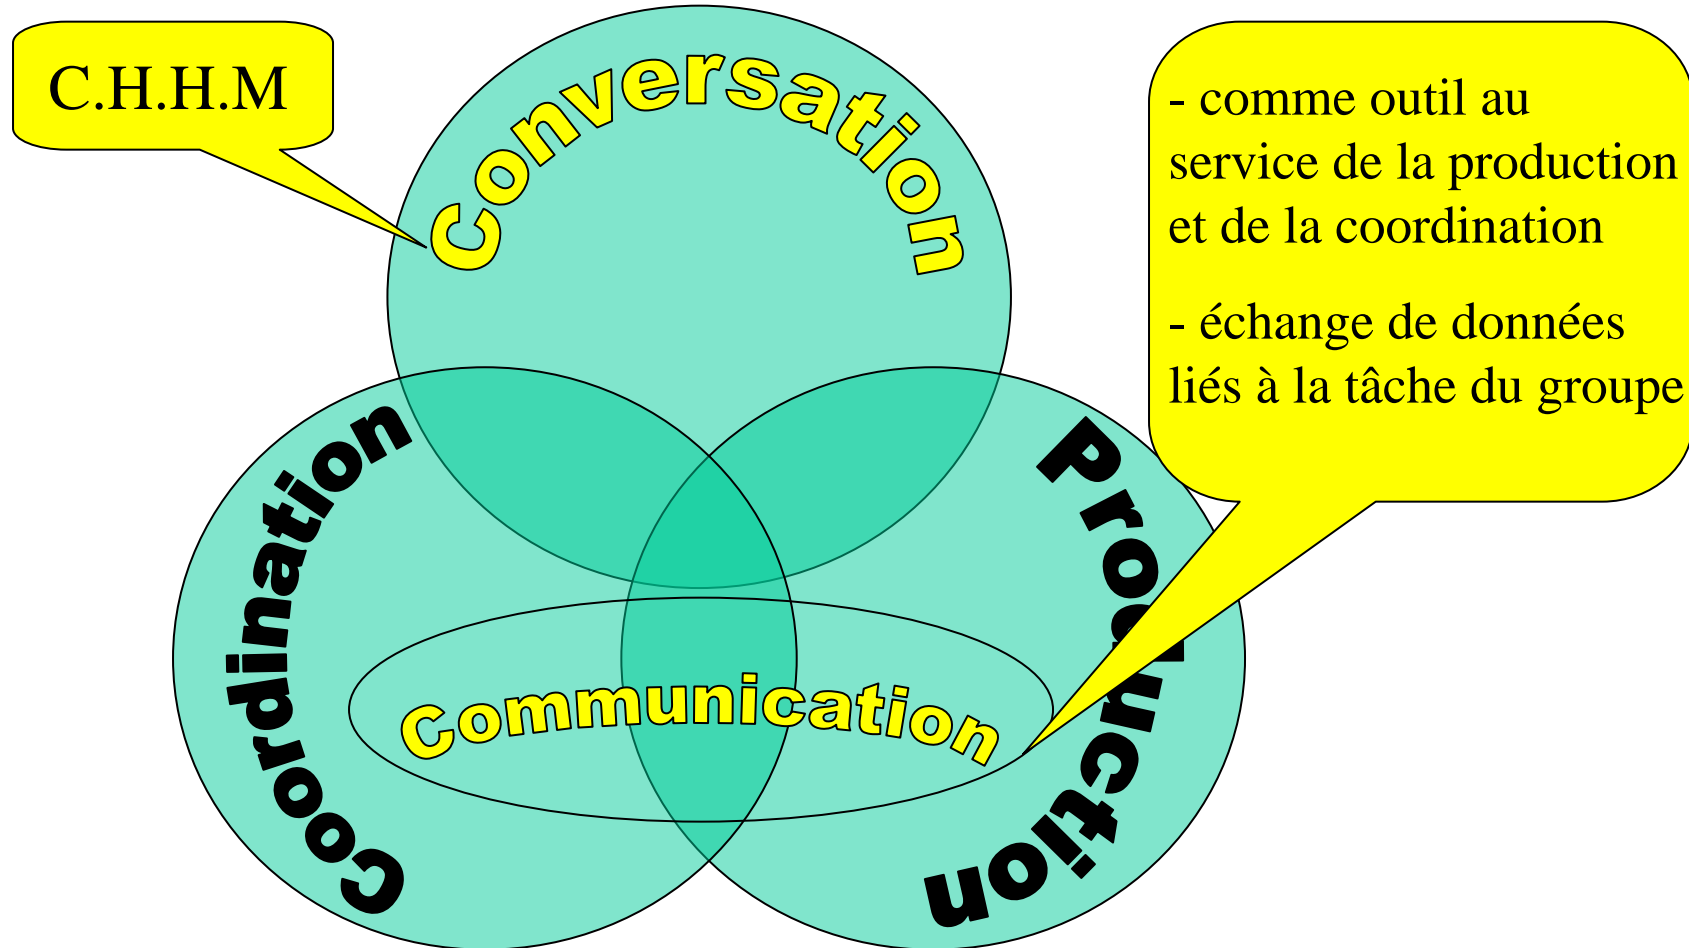 C.H.H.M
Conversation
- comme outil au
service de la production
et de la coordination
- échange de données
liés à la tâche du groupe
Coordination
Production
Communication